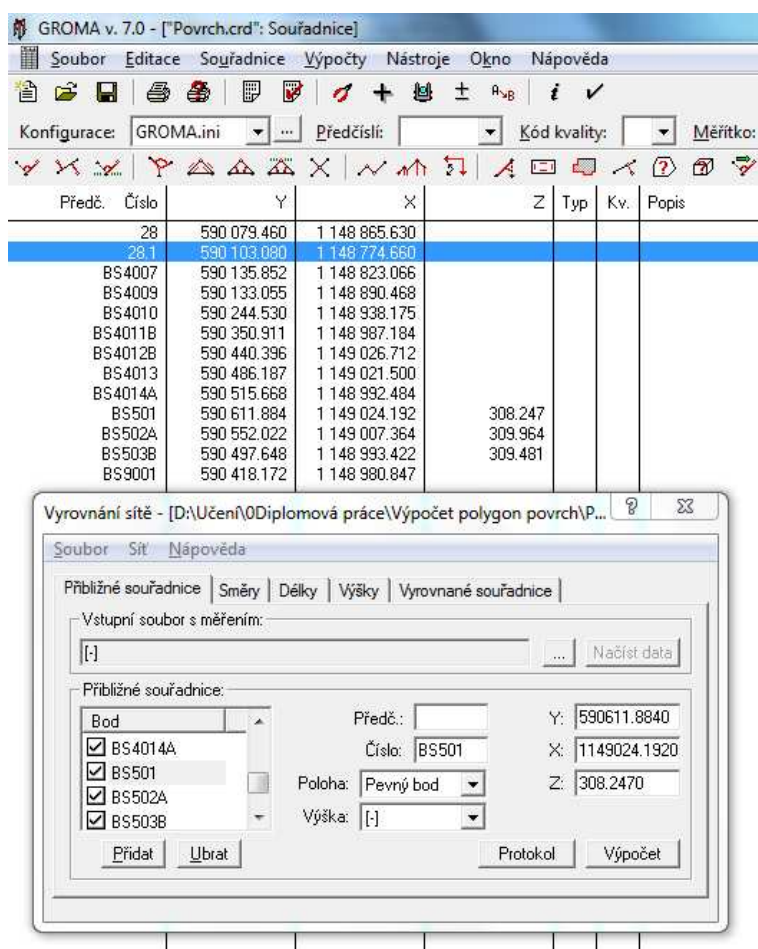 GROMA v. 7.0 - ["Povrch.crd": Souřadnice]
Soubor Editace Souřadnice Výpočty Nástroje Okno Nápověda
Konfigurace: GROMA.ini ... Předčíslí: Kód kvality: Měřítko:
Předč. Číslo Y X Z Typ Kv. Popis
28 590 079.460 1 148 865.630
28.1 590 103.080 1 148 774.660
BS4007 590 135.852 1 148 823.066
BS4009 590 133.055 1 148 890.468
BS4010 590 244.530 1 148 938.175
BS4011B 590 350.911 1 148 987.184
BS4012B 590 440.396 1 149 026.712
BS4013 590 486.187 1 149 021.500
BS4014A 590 515.668 1 148 992.484
BS501 590 611.884 1 149 024.192 308.247
BS502A 590 552.022 1 149 007.364 309.964
BS503B 590 497.648 1 148 993.422 309.481
BS9001 590 418.172 1 148 980.847
Vyrovnání sítě - [D:\Učení\0Diplomová práce\Výpočet polygon povrch\P...
Soubor Síť Nápověda
Přibližné souřadnice Směry Délky Výšky Vyrovnané souřadnice
Vstupní soubor s měřením:
[-] ... Načíst data
Přibližné souřadnice:
Bod Předč.: Y: 590611.8840
BS4014A Číslo: BS501 X: 1149024.1920
BS501 Poloha: Pevný bod Z: 308.2470
BS502A Výška: [-]
BS503B
Přidat Ubrat Protokol Výpočet